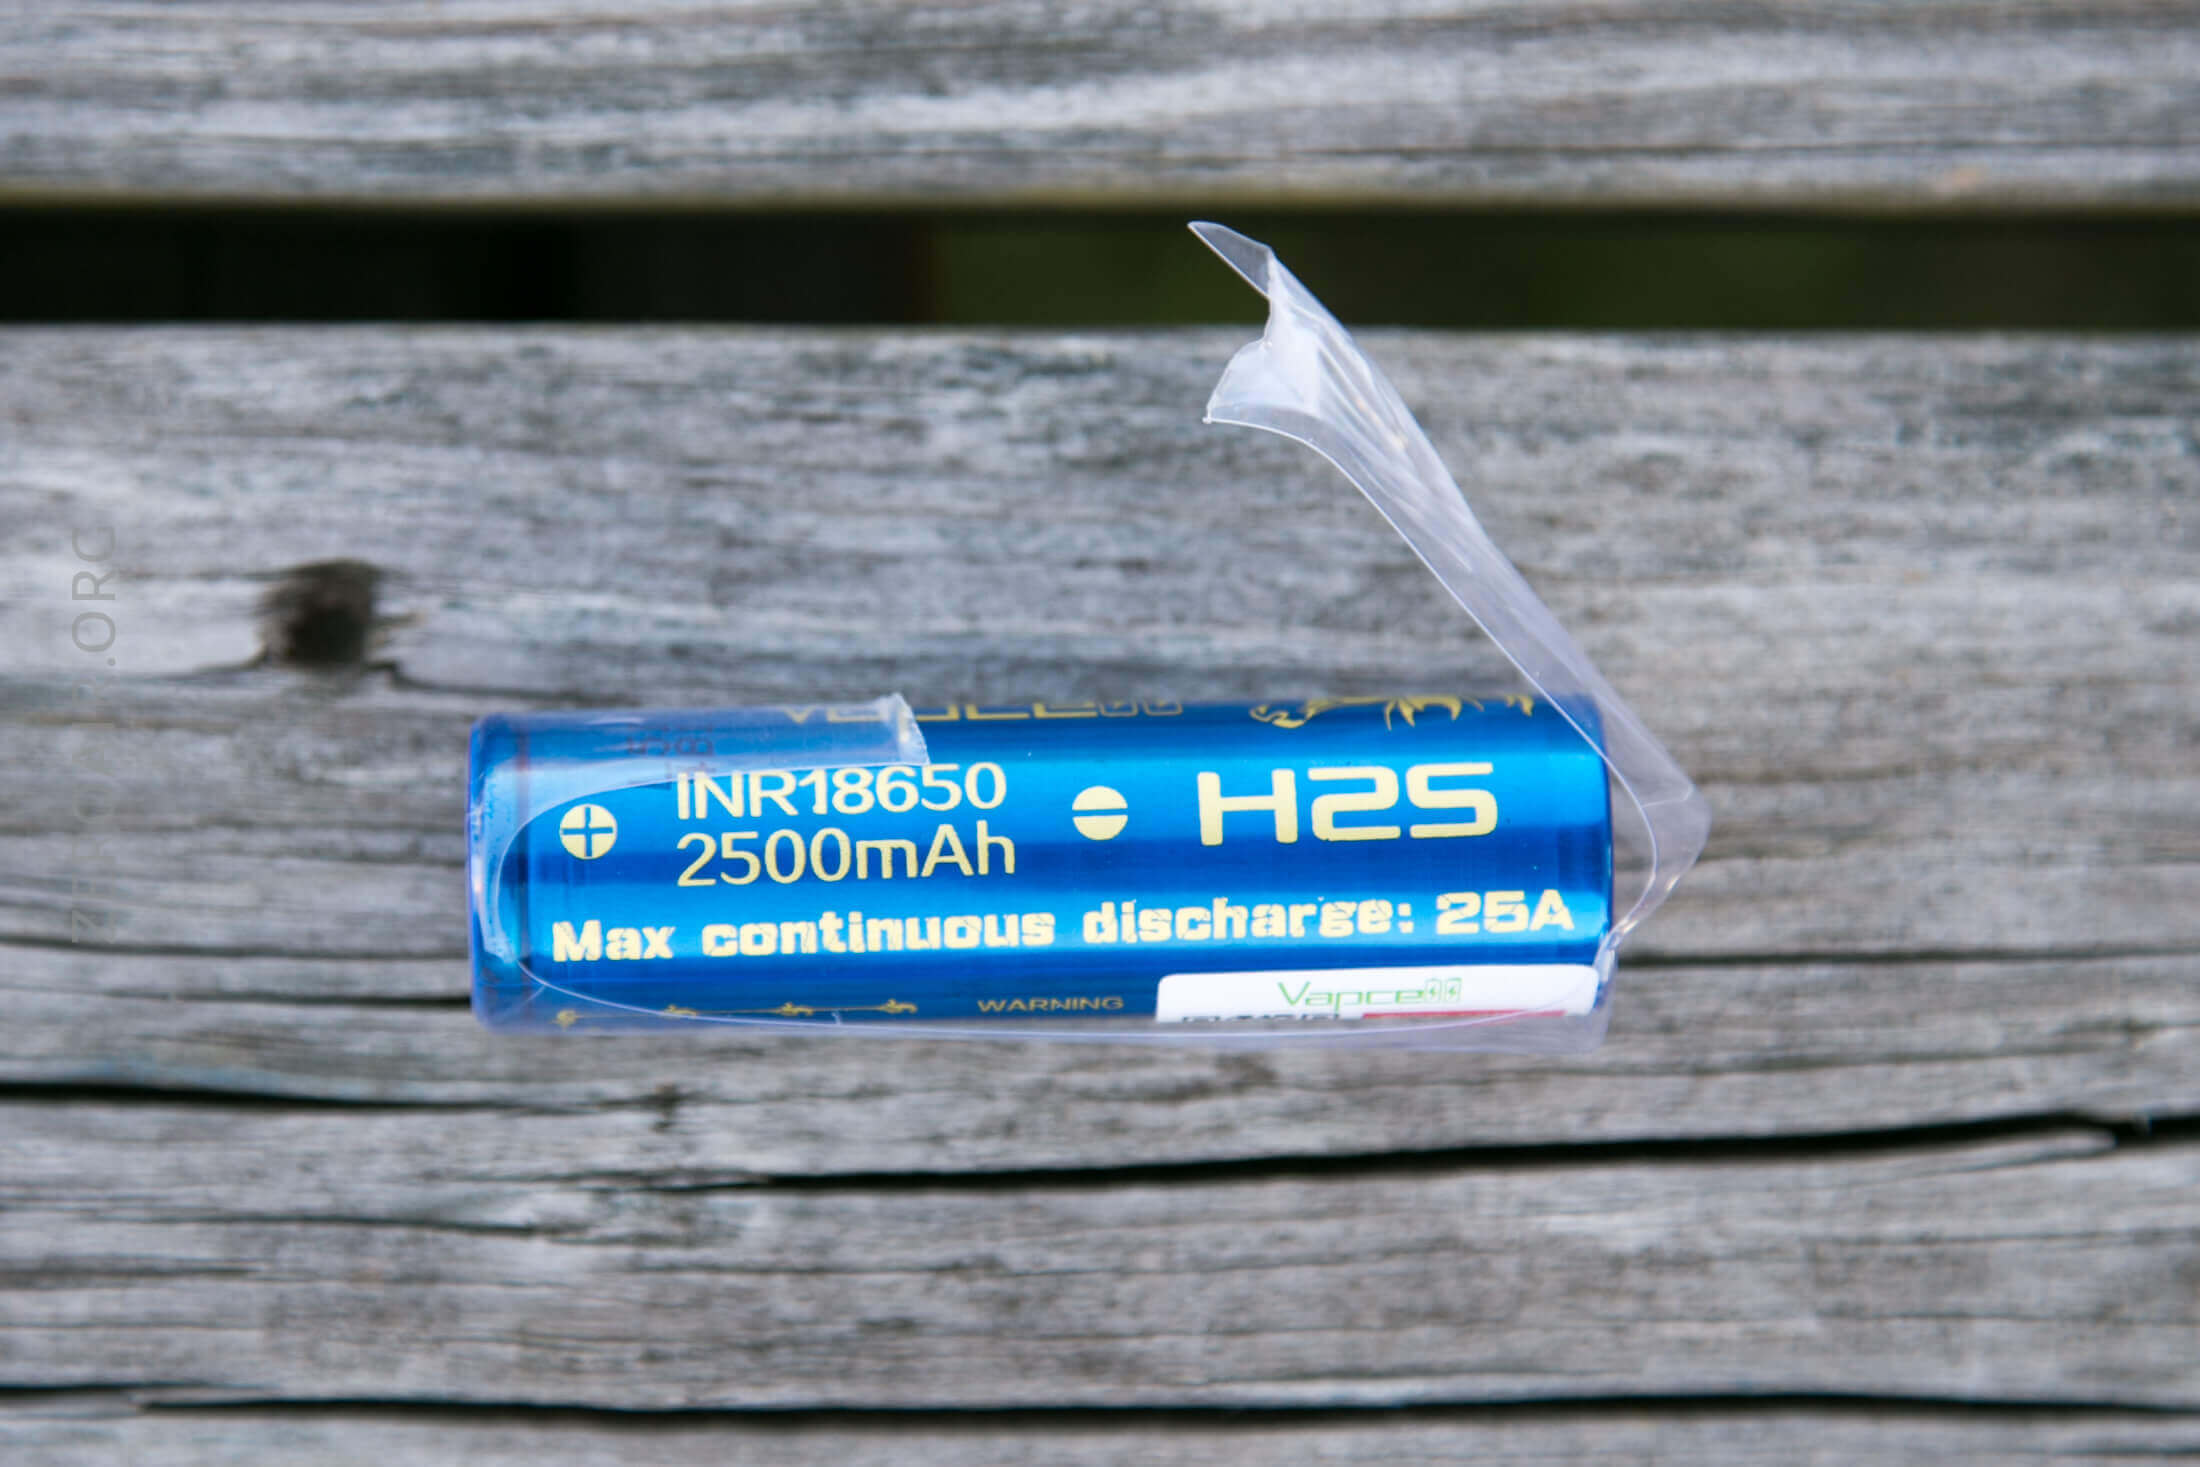 INR18650
2500mAh
H25
Max continuous discharge: 25A
WARNING
Vapcell